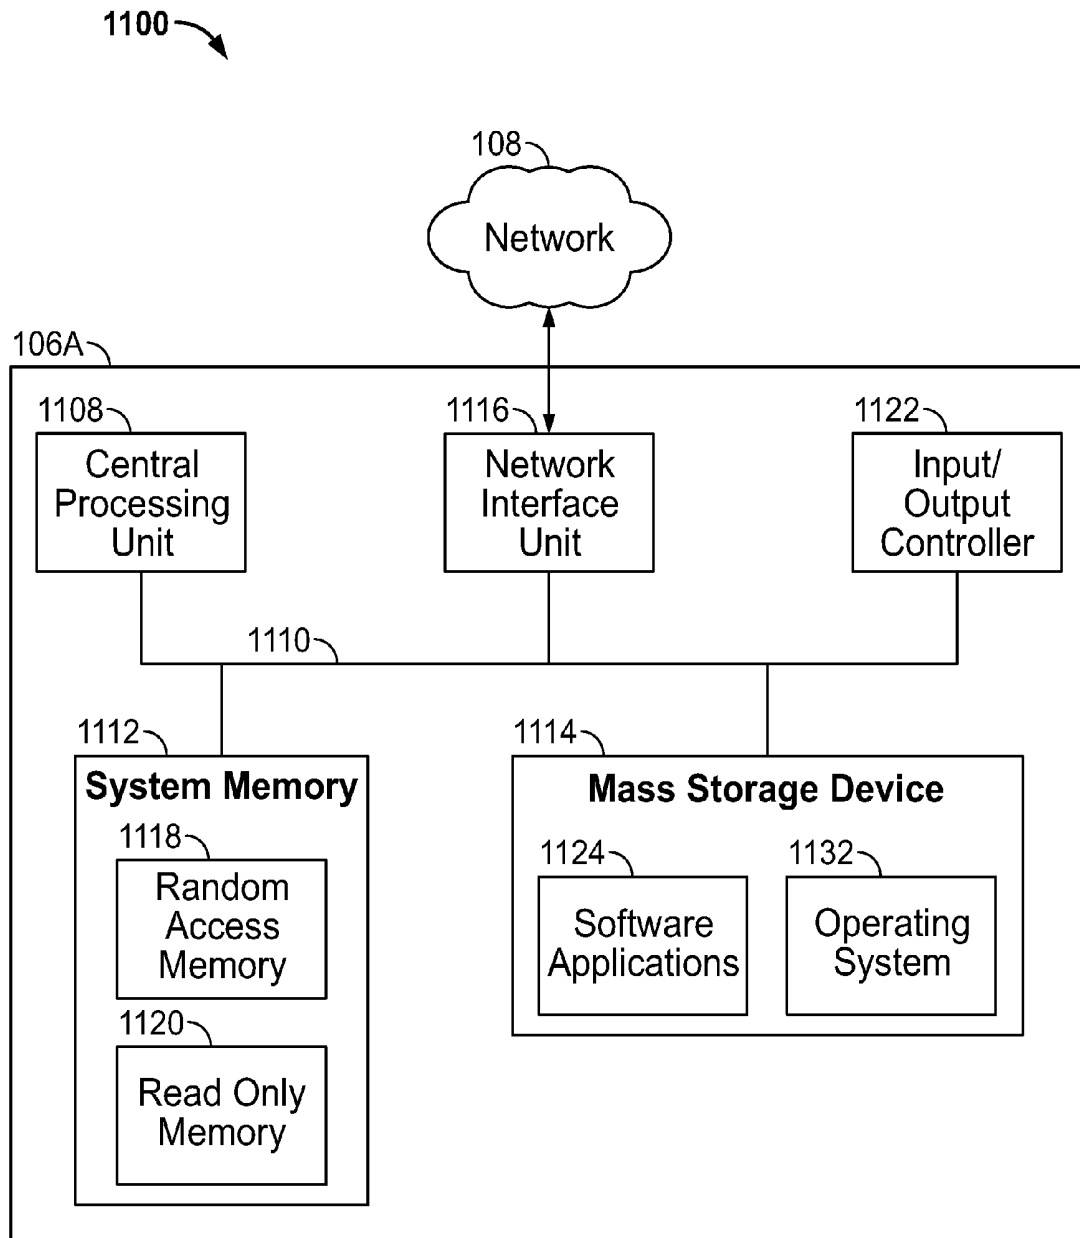 1100
108
Network
106A
1108
Central
Processing
Unit
1116
Network
Interface
Unit
1122
Input/
Output
Controller
1110
1112
System Memory
1118
Random
Access
Memory
1120
Read Only
Memory
1114
Mass Storage Device
1124
Software
Applications
1132
Operating
System